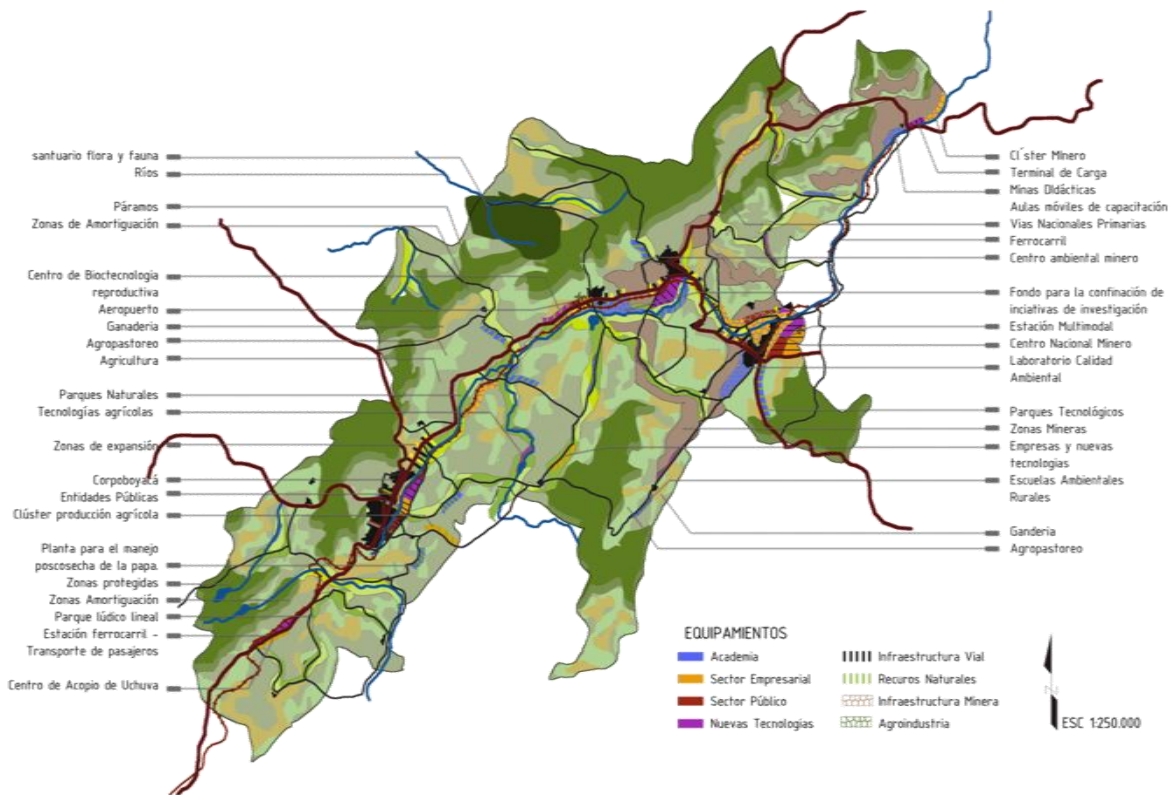 santuario flora y fauna
Ríos
Páramos
Zonas de Amortiguación
Centro de Bioctecnologia
reproductiva
Aeropuerto
Ganaderia
Agropastoreo
Agricultura
Parques Naturales
Tecnologías agrícolas
Zonas de expansión
Corpoboyacá
Entidades Públicas
Clúster producción agrícola
Planta para el manejo
poscosecha de la papa.
Zonas protegidas
Zonas Amortiguación
Parque lúdico lineal
Estación ferrocarril -
Transporte de pasajeros
Centro de Acopio de Uchuva
Cl´ster Minero
Terminal de Carga
Minas DIdácticas
Aulas móviles de capacitación
Vias Nacionales Primarias
Ferrocarril
Centro ambiental minero
Fondo para la confinación de
inciativas de investigación
Estación Multimodal
Centro Nacional Minero
Laboratorio Calidad
Ambiental
Parques Tecnológicos
Zonas Mineras
Empresas y nuevas
tecnologias
Escuelas Ambientales
Rurales
Ganderia
Agropastoreo
EQUIPAMIENTOS
Academia
Sector Empresarial
Sector Público
Nuevas Tecnologias
Infraestructura Vial
Recuros Naturales
Infraestructura Minera
Agroindustria
N
ESC 1:250.000